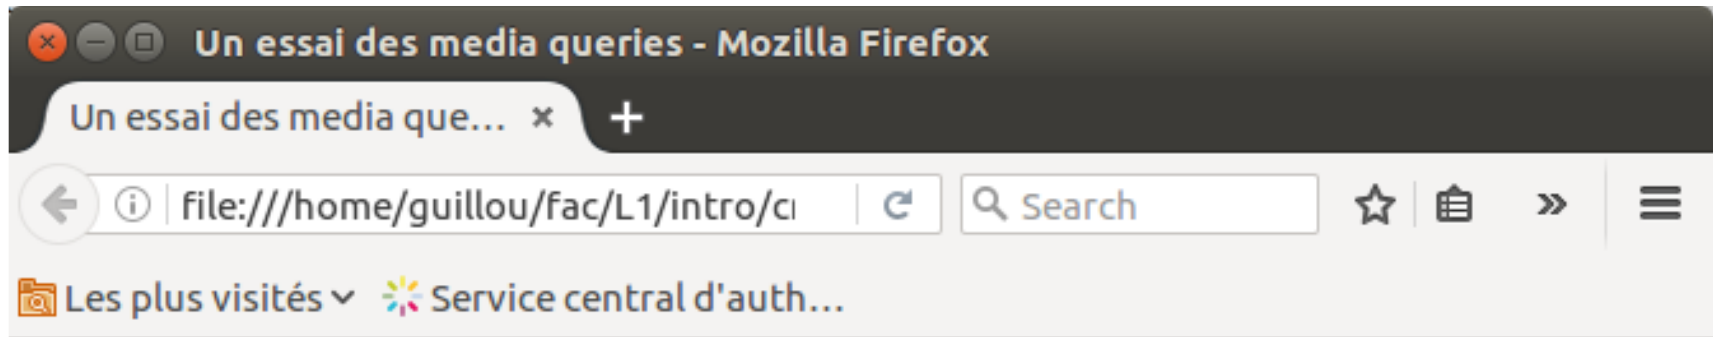 Un essai des media queries - Mozilla Firefox
Un essai des media que...
file:///home/guillou/fac/L1/intro/c Search
Les plus visités Service central d'auth...